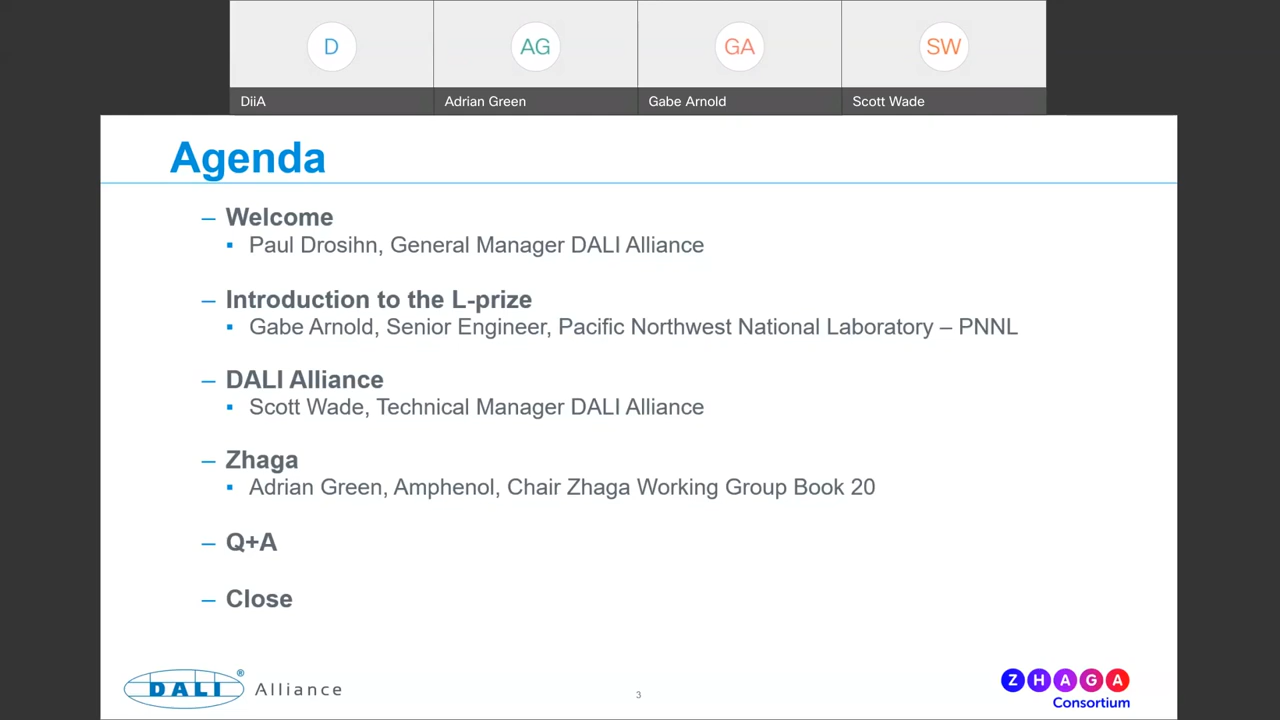 D
AG
GA
SW
DiiA
Adrian Green
Gabe Arnold
Scott Wade
Agenda
– Welcome
▪ Paul Drosihn, General Manager DALI Alliance
– Introduction to the L-prize
▪ Gabe Arnold, Senior Engineer, Pacific Northwest National Laboratory – PNNL
– DALI Alliance
▪ Scott Wade, Technical Manager DALI Alliance
– Zhaga
▪ Adrian Green, Amphenol, Chair Zhaga Working Group Book 20
– Q+A
– Close
DALI® Alliance
3
ZHAGA
Consortium